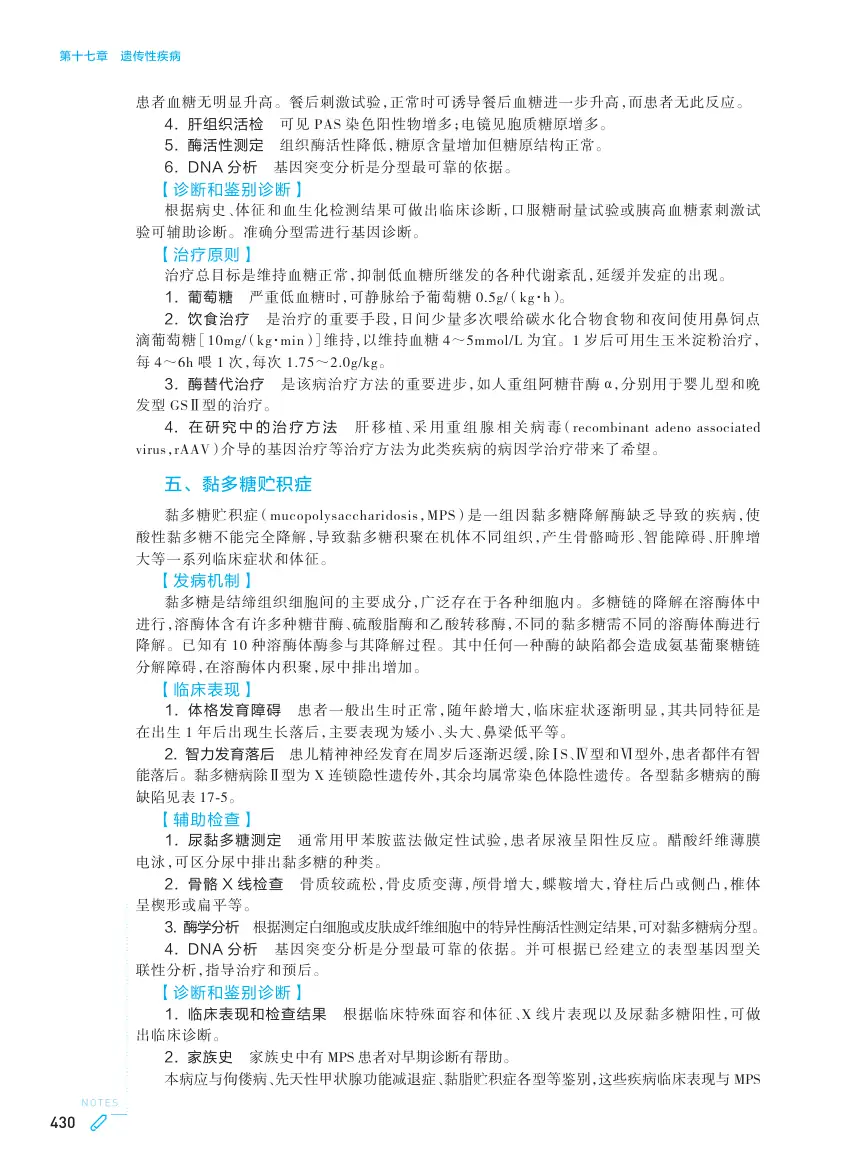 第十七章 遗传性疾病
患者血糖无明显升高。餐后刺激试验,正常时可诱导餐后血糖进一步升高,而患者无此反应。
4. 肝组织活检 可见 PAS 染色阳性物增多;电镜见胞质糖原增多。
5. 酶活性测定 组织酶活性降低,糖原含量增加但糖原结构正常。
6. DNA 分析 基因突变分析是分型最可靠的依据。
【诊断和鉴别诊断】
根据病史、体征和血生化检测结果可做出临床诊断,口服糖耐量试验或胰高血糖素刺激试
验可辅助诊断。准确分型需进行基因诊断。
【治疗原则】
治疗总目标是维持血糖正常,抑制低血糖所继发的各种代谢紊乱,延缓并发症的出现。
1. 葡萄糖 严重低血糖时,可静脉给予葡萄糖 0.5g/(kg·h)。
2. 饮食治疗 是治疗的重要手段,日间少量多次喂给碳水化合物食物和夜间使用鼻饲点
滴葡萄糖[10mg/(kg·min)]维持,以维持血糖 4～5mmol/L 为宜。1 岁后可用生玉米淀粉治疗,
每 4～6h 喂 1 次,每次 1.75～2.0g/kg。
3. 酶替代治疗 是该病治疗方法的重要进步,如人重组阿糖苷酶 α,分别用于婴儿型和晚
发型 GSⅡ型的治疗。
4. 在研究中的治疗方法 肝移植、采用重组腺相关病毒(recombinant adeno associated
virus,rAAV)介导的基因治疗等治疗方法为此类疾病的病因学治疗带来了希望。
五、黏多糖贮积症
黏多糖贮积症(mucopolysaccharidosis,MPS)是一组因黏多糖降解酶缺乏导致的疾病,使
酸性黏多糖不能完全降解,导致黏多糖积聚在机体不同组织,产生骨骼畸形、智能障碍、肝脾增
大等一系列临床症状和体征。
【发病机制】
黏多糖是结缔组织细胞间的主要成分,广泛存在于各种细胞内。多糖链的降解在溶酶体中
进行,溶酶体含有许多种糖苷酶、硫酸脂酶和乙酸转移酶,不同的黏多糖需不同的溶酶体酶进行
降解。已知有 10 种溶酶体酶参与其降解过程。其中任何一种酶的缺陷都会造成氨基葡聚糖链
分解障碍,在溶酶体内积聚,尿中排出增加。
【临床表现】
1. 体格发育障碍 患者一般出生时正常,随年龄增大,临床症状逐渐明显,其共同特征是
在出生 1 年后出现生长落后,主要表现为矮小、头大、鼻梁低平等。
2. 智力发育落后 患儿精神神经发育在周岁后逐渐迟缓,除ⅠS、Ⅳ型和Ⅵ型外,患者都伴有智
能落后。黏多糖病除Ⅱ型为 X 连锁隐性遗传外,其余均属常染色体隐性遗传。各型黏多糖病的酶
缺陷见表 17-5。
【辅助检查】
1. 尿黏多糖测定 通常用甲苯胺蓝法做定性试验,患者尿液呈阳性反应。醋酸纤维薄膜
电泳,可区分尿中排出黏多糖的种类。
2. 骨骼 X 线检查 骨质较疏松,骨皮质变薄,颅骨增大,蝶鞍增大,脊柱后凸或侧凸,椎体
呈楔形或扁平等。
3. 酶学分析 根据测定白细胞或皮肤成纤维细胞中的特异性酶活性测定结果,可对黏多糖病分型。
4. DNA 分析 基因突变分析是分型最可靠的依据。并可根据已经建立的表型基因型关
联性分析,指导治疗和预后。
【诊断和鉴别诊断】
1. 临床表现和检查结果 根据临床特殊面容和体征、X 线片表现以及尿黏多糖阳性,可做
出临床诊断。
2. 家族史 家族史中有 MPS 患者对早期诊断有帮助。
本病应与佝偻病、先天性甲状腺功能减退症、黏脂贮积症各型等鉴别,这些疾病临床表现与 MPS
NOTES
430